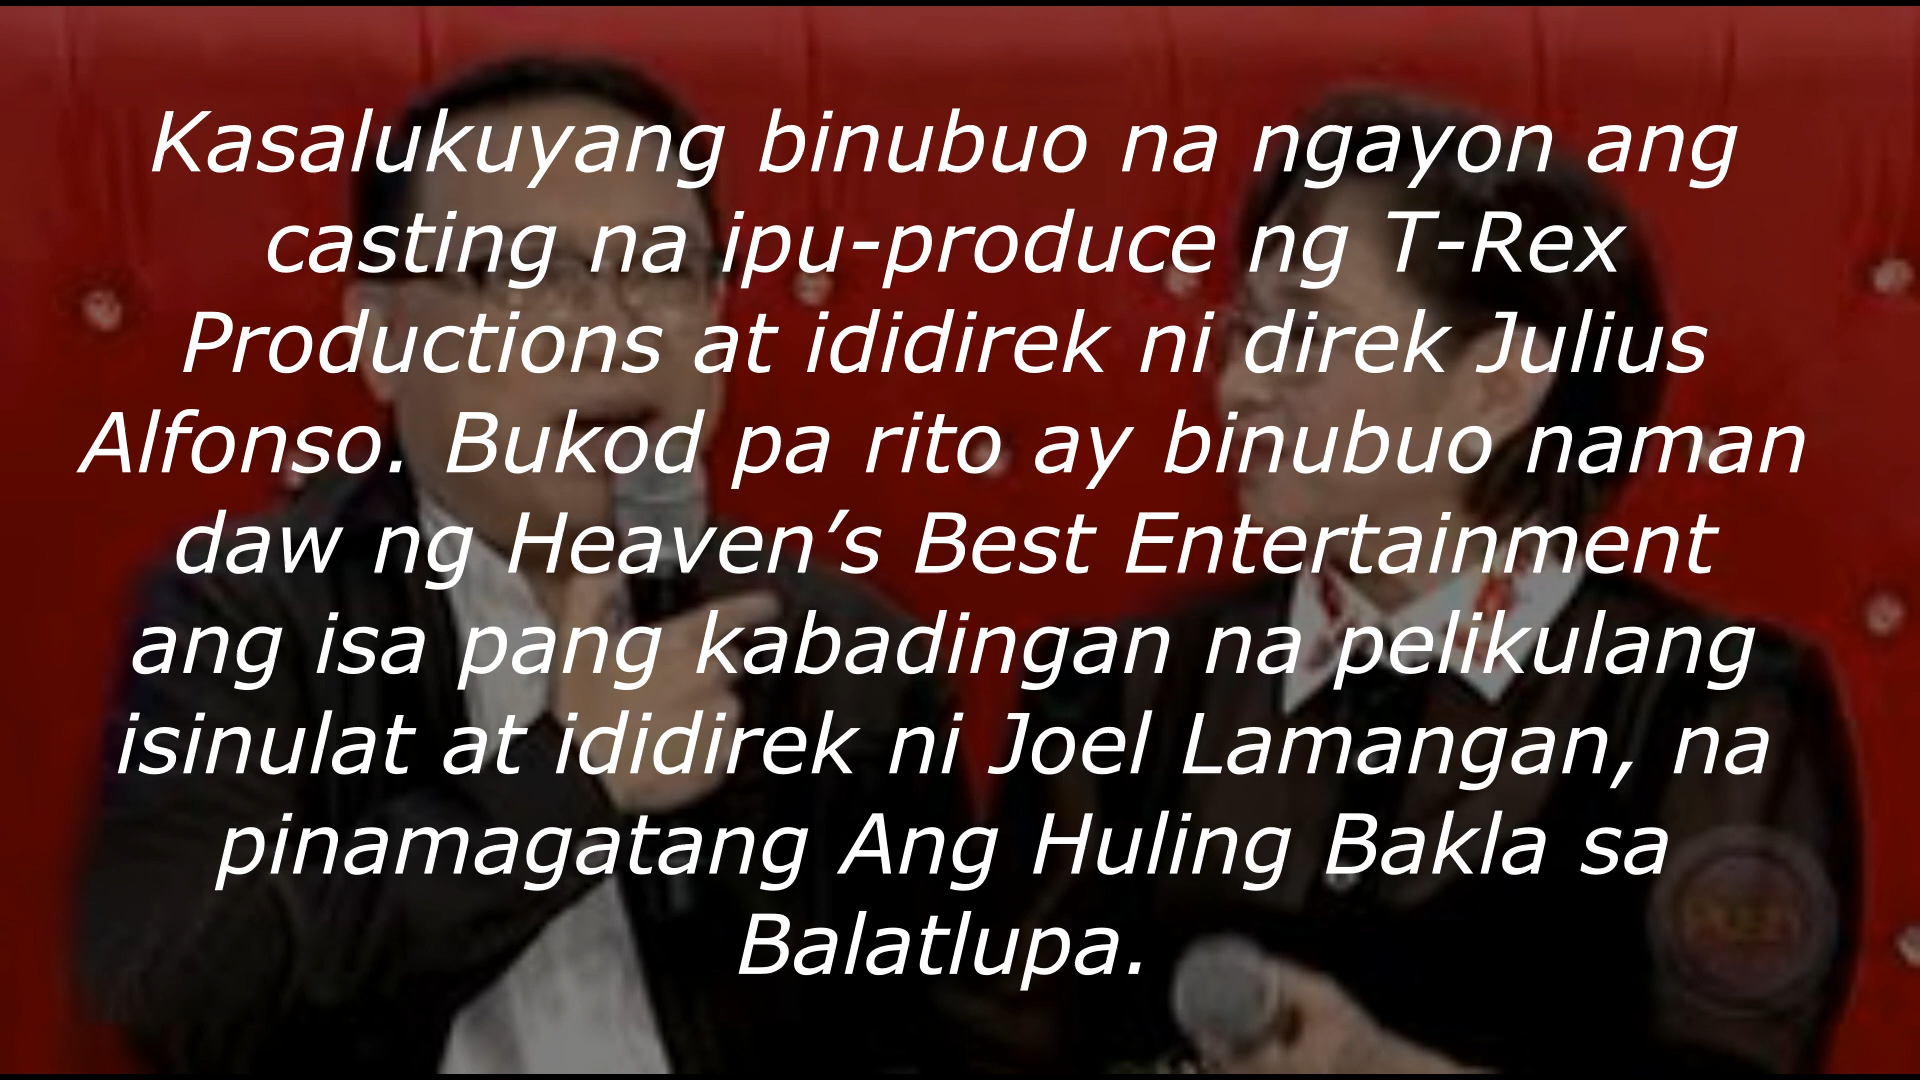 Kasalukuyang binubuo na ngayon ang
casting na ipu-produce ng T-Rex
Productions at ididirek ni direk Julius
Alfonso. Bukod pa rito ay binubuo naman
daw ng Heaven’s Best Entertainment
ang isa pang kabadingan na pelikulang
isinulat at ididirek ni Joel Lamangan, na
pinamagatang Ang Huling Bakla sa
Balatlupa.